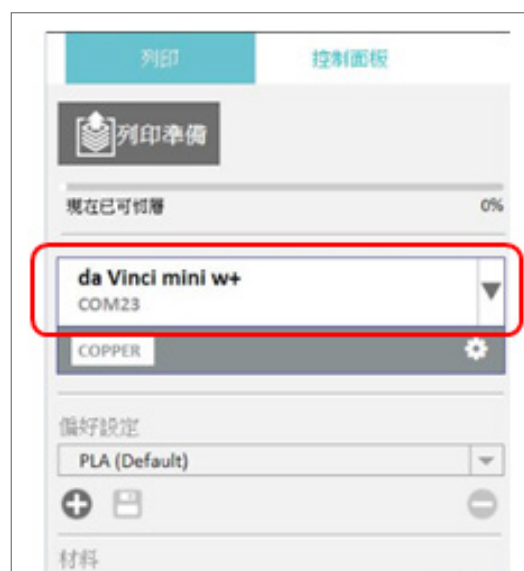 列印 控制面板
列印準備
現在已可切層 0%
da Vinci mini w+
COM23
COPPER
偏好設定
PLA (Default)
材料